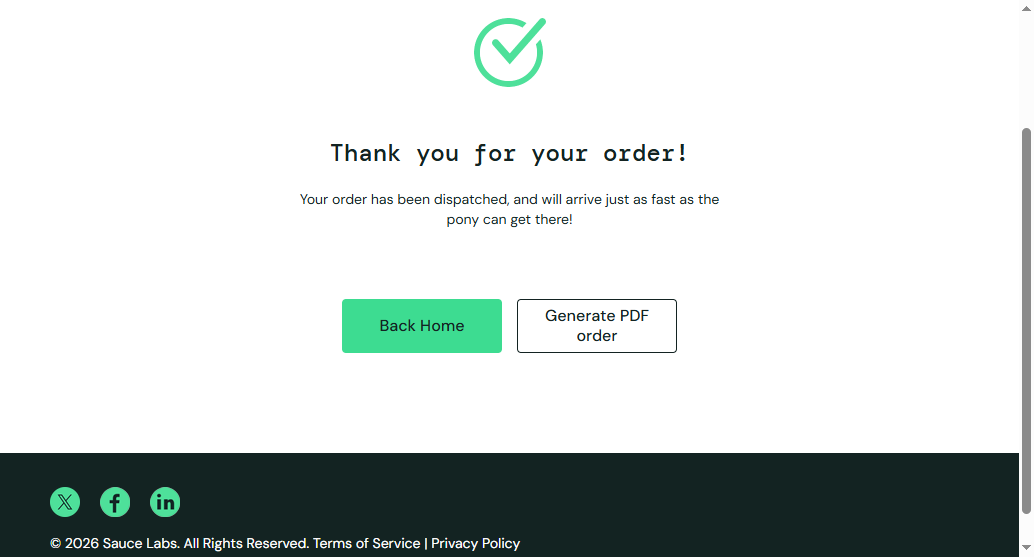 Thank you for your order!
Your order has been dispatched, and will arrive just as fast as the
pony can get there!
Back Home
Generate PDF
order
© 2026 Sauce Labs. All Rights Reserved. Terms of Service | Privacy Policy